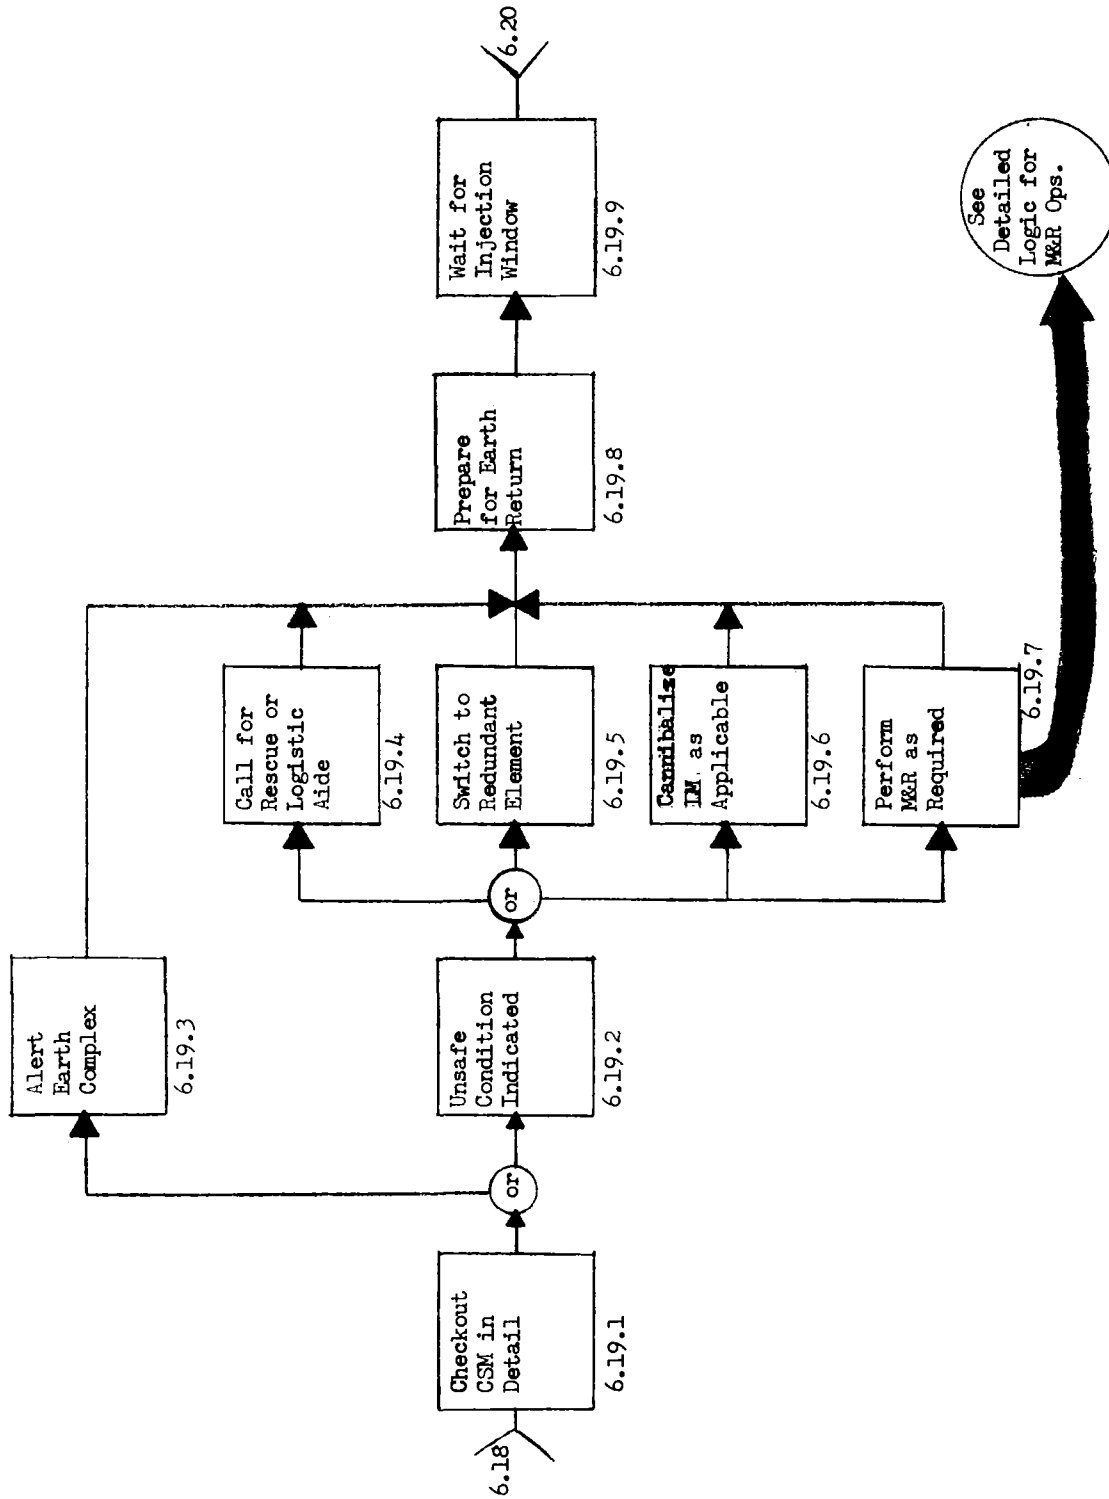 6.18
Checkout
CSM in
Detail
6.19.1
or
Alert
Earth
Complex
6.19.3
Unsafe
Condition
Indicated
6.19.2
or
Call for
Rescue or
Logistic
Aide
6.19.4
Switch to
Redundant
Element
6.19.5
Cannibalize
LM. as
Applicable
6.19.6
Perform
M&R as
Required
6.19.7
Prepare
for Earth
Return
6.19.8
Wait for
Injection
Window
6.19.9
6.20
See
Detailed
Logic for
M&R Ops.